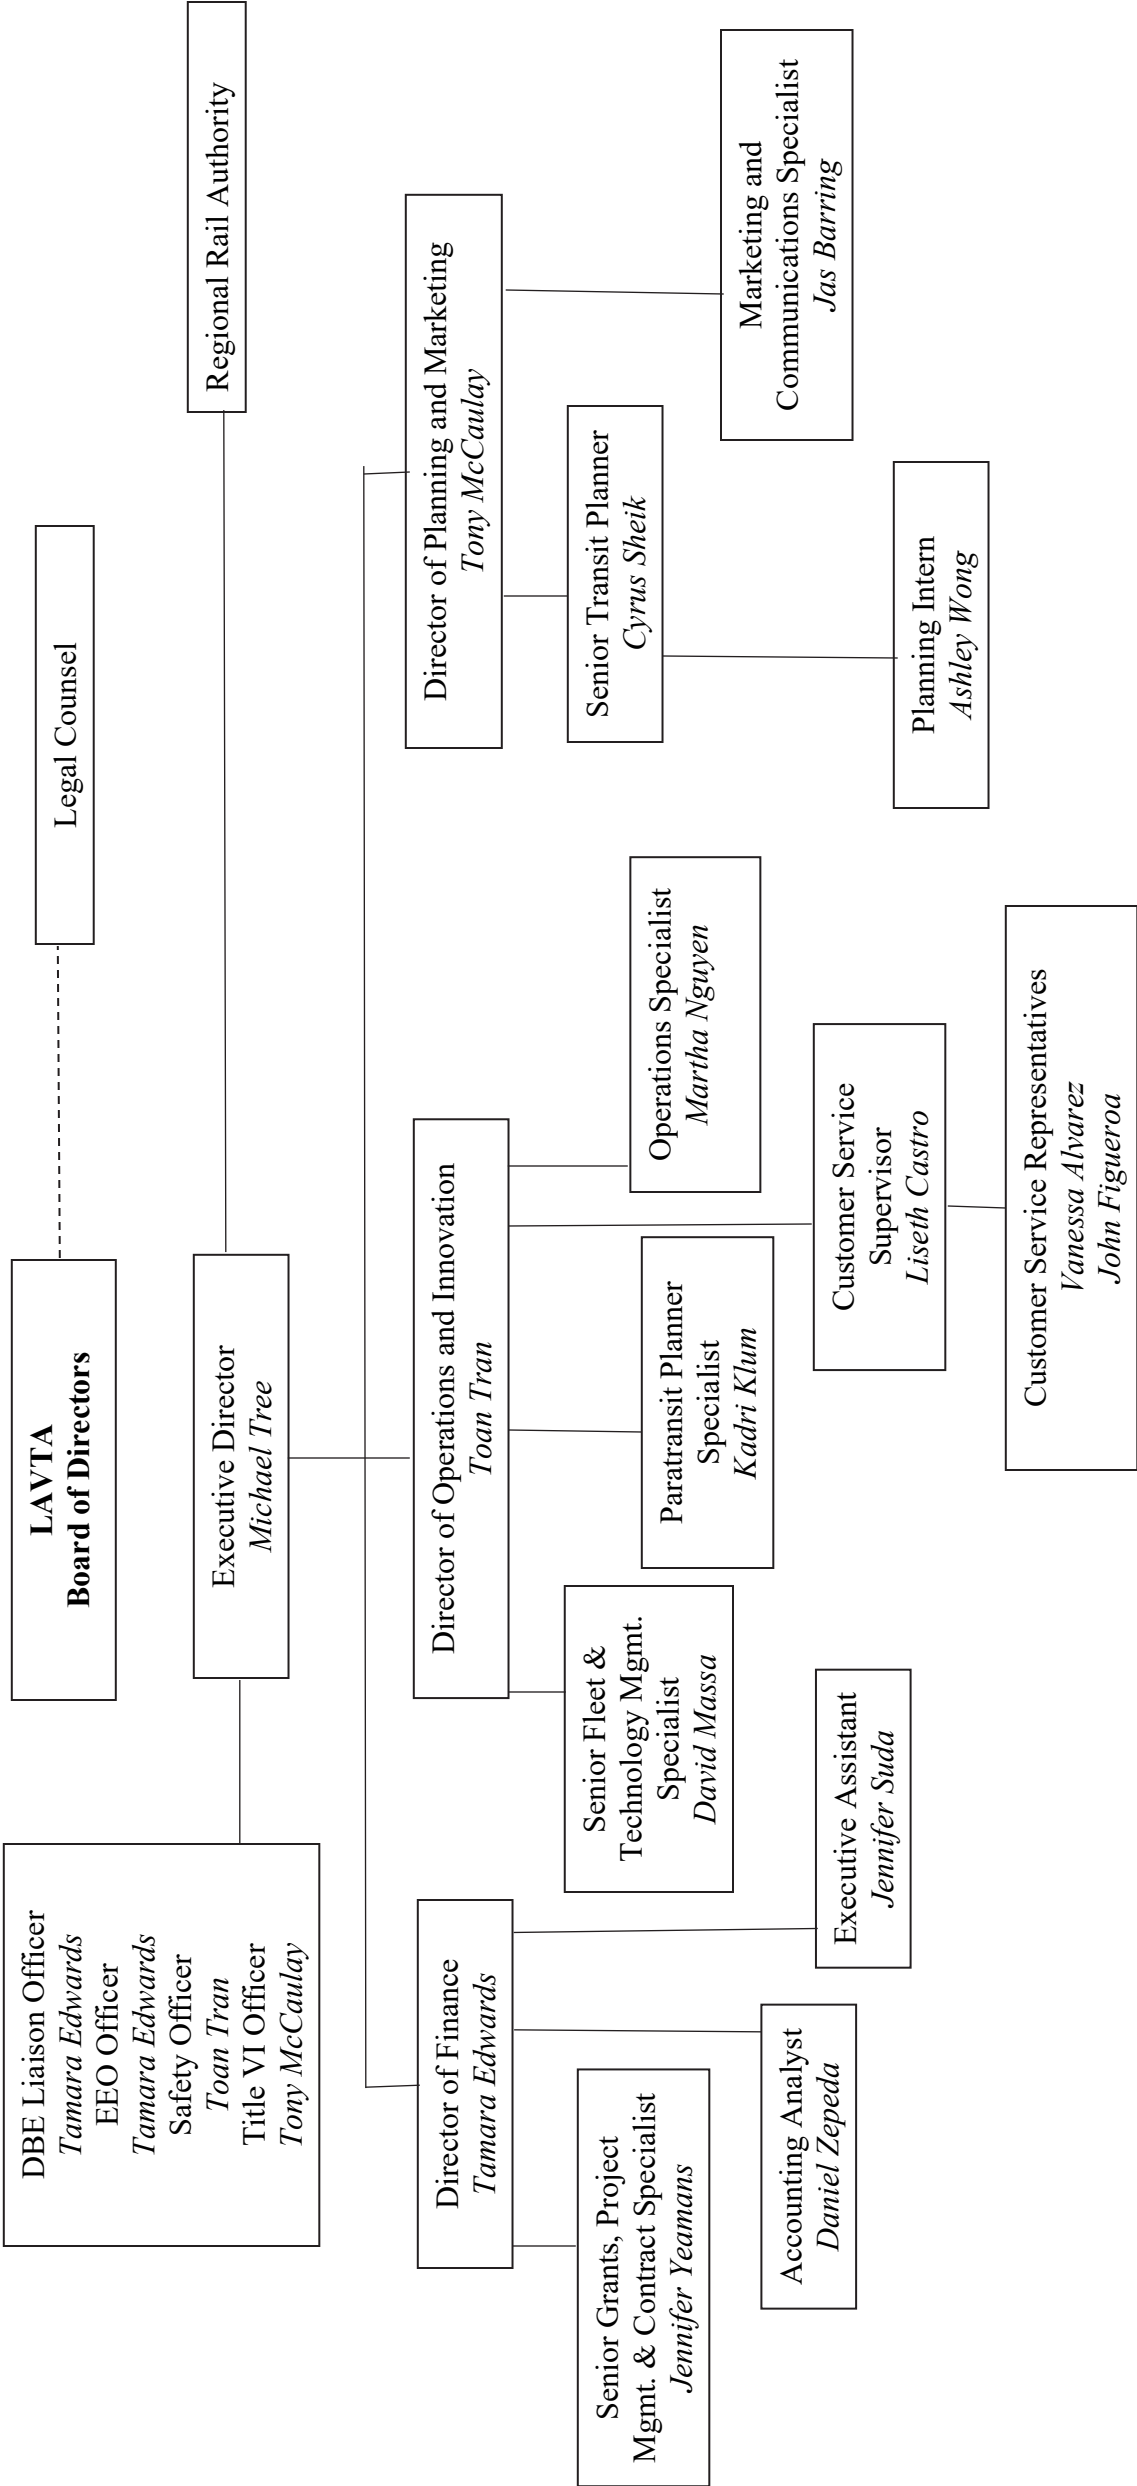 LAVTA
Board of Directors
Legal Counsel
DBE Liaison Officer
Tamara Edwards
EEO Officer
Tamara Edwards
Safety Officer
Toan Tran
Title VI Officer
Tony McCaulay
Executive Director
Michael Tree
Regional Rail Authority
Director of Finance
Tamara Edwards
Director of Operations and Innovation
Toan Tran
Director of Planning and Marketing
Tony McCaulay
Senior Grants, Project
Mgmt. & Contract Specialist
Jennifer Yeamans
Accounting Analyst
Daniel Zepeda
Executive Assistant
Jennifer Suda
Senior Fleet &
Technology Mgmt.
Specialist
David Massa
Paratransit Planner
Specialist
Kadri Klum
Customer Service
Supervisor
Liseth Castro
Customer Service Representatives
Vanessa Alvarez
John Figueroa
Operations Specialist
Martha Nguyen
Senior Transit Planner
Cyrus Sheik
Planning Intern
Ashley Wong
Marketing and
Communications Specialist
Jas Barring